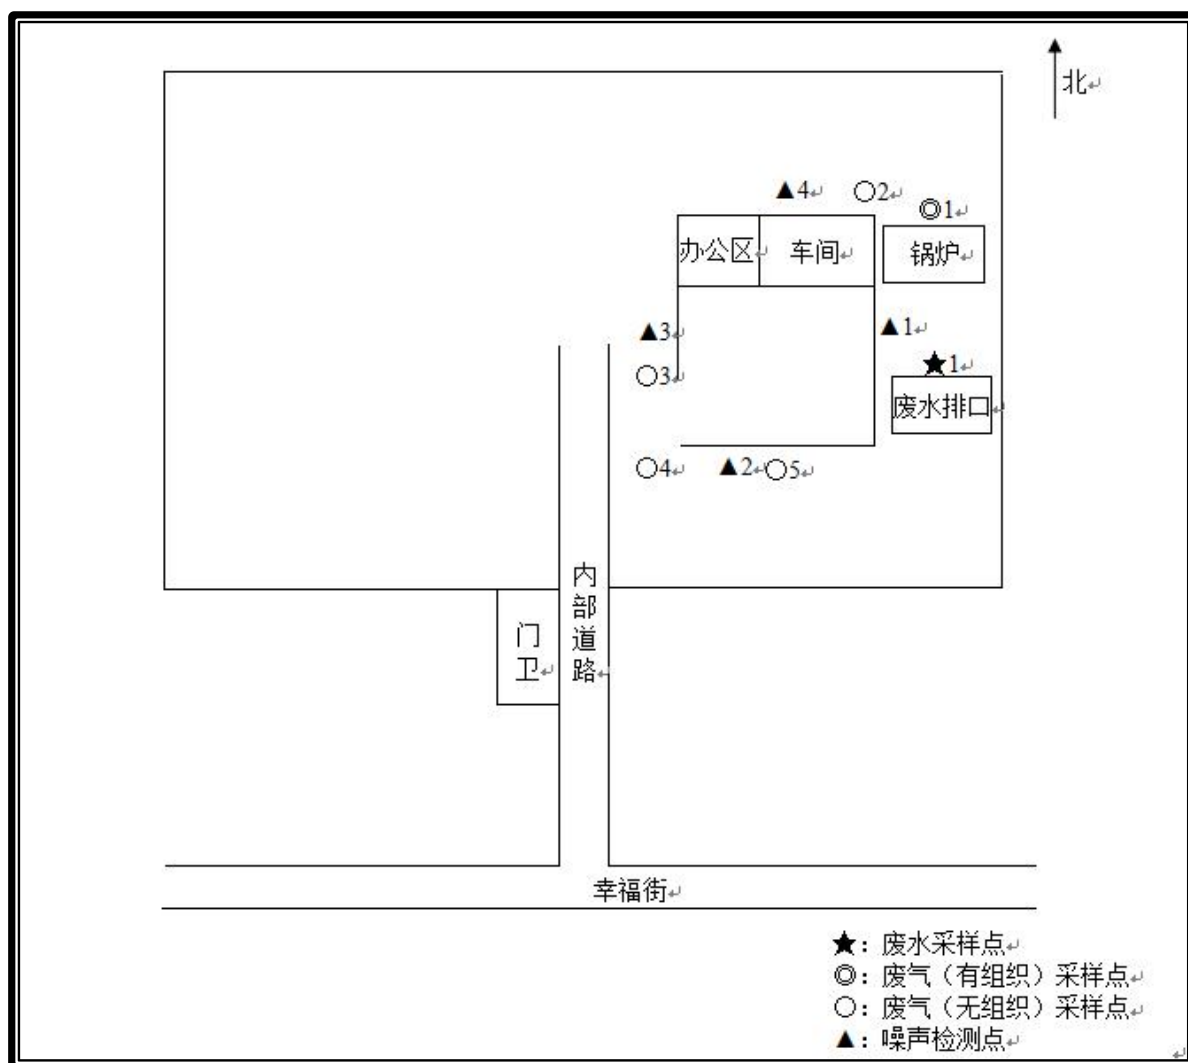 北
▲4 ○2
◎1
办公区 车间 锅炉
▲3 ▲1
★1
○3
废水排口
○4 ▲2 ○5
内部道路
门卫
幸福街
★：废水采样点
◎：废气（有组织）采样点
○：废气（无组织）采样点
▲：噪声检测点